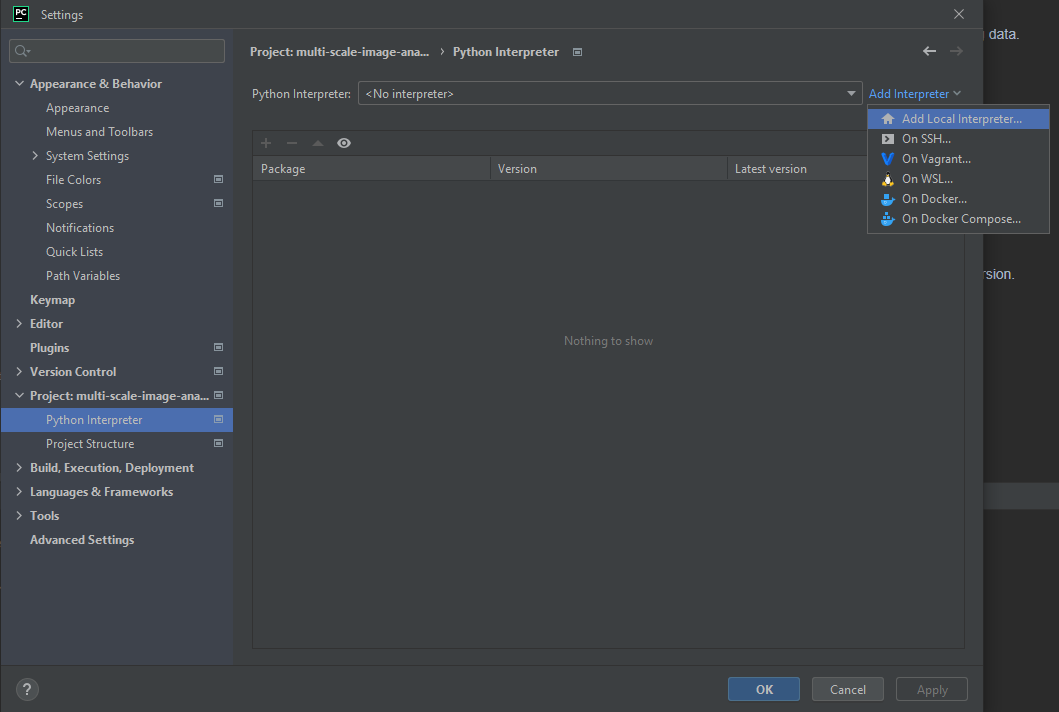 PC Settings
Project: multi-scale-image-ana... › Python Interpreter
data.
Python Interpreter: <No interpreter> Add Interpreter
Appearance & Behavior
Appearance
Menus and Toolbars
System Settings
File Colors
Scopes
Notifications
Quick Lists
Path Variables
Keymap
Editor
Plugins
Version Control
Project: multi-scale-image-ana...
Python Interpreter
Project Structure
Build, Execution, Deployment
Languages & Frameworks
Tools
Advanced Settings
Add Local Interpreter...
On SSH...
On Vagrant...
On WSL...
On Docker...
On Docker Compose...
Package Version Latest version
rsion.
Nothing to show
? OK Cancel Apply